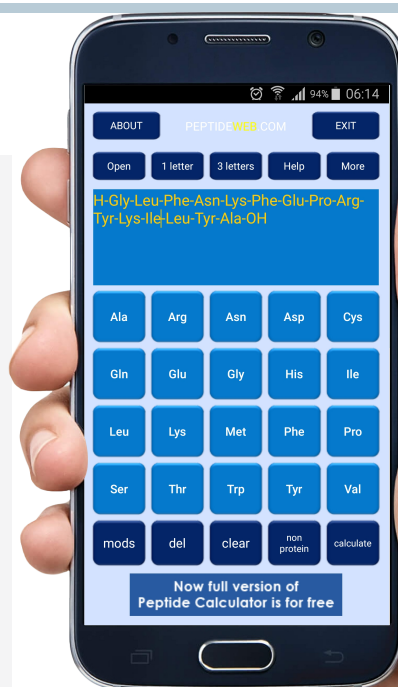 94% 06:14
ABOUT PEPTIDEWEB.COM EXIT
Open 1 letter 3 letters Help More
H-Gly-Leu-Phe-Asn-Lys-Phe-Glu-Pro-Arg-
Tyr-Lys-Ile-Leu-Tyr-Ala-OH
Ala Arg Asn Asp Cys
Gln Glu Gly His Ile
Leu Lys Met Phe Pro
Ser Thr Trp Tyr Val
mods del clear non protein calculate
Now full version of
Peptide Calculator is for free